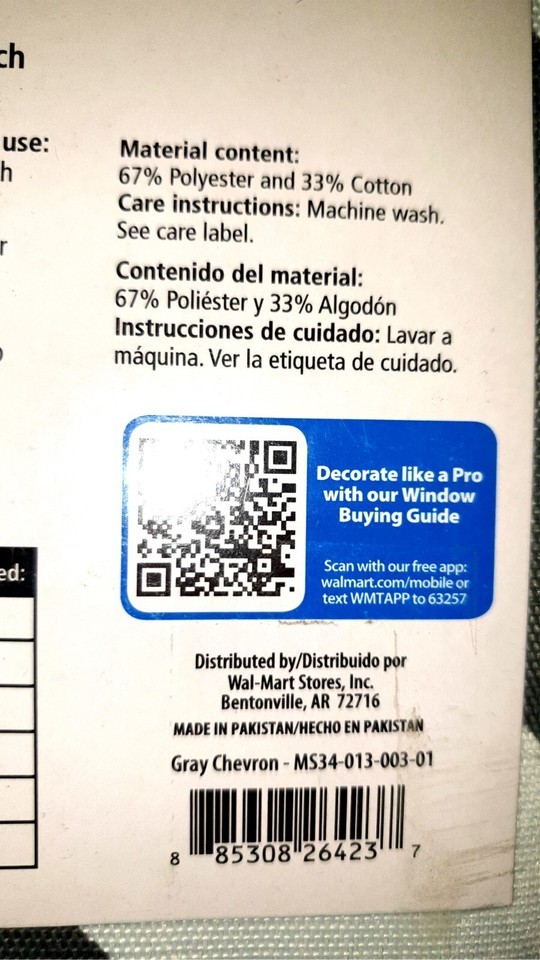 ch
use:
h
r
Material content:
67% Polyester and 33% Cotton
Care instructions: Machine wash.
See care label.
Contenido del material:
67% Poliéster y 33% Algodón
Instrucciones de cuidado: Lavar a
máquina. Ver la etiqueta de cuidado.
Decorate like a Pro
with our Window
Buying Guide
Scan with our free app:
walmart.com/mobile or
text WMTAPP to 63257
ed:
Distributed by/Distribuido por
Wal-Mart Stores, Inc.
Bentonville, AR 72716
MADE IN PAKISTAN/HECHO EN PAKISTAN
Gray Chevron - MS34-013-003-01
8 85308 26423 7